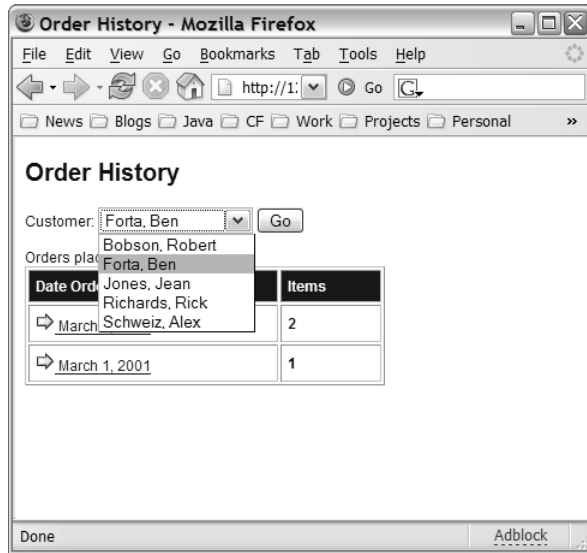 Order History - Mozilla Firefox
File Edit View Go Bookmarks Tab Tools Help
http://1: Go G
News Blogs Java CF Work Projects Personal »
Order History
Customer: Forta, Ben Go
Bobson, Robert
Orders
Forta, Ben
Date Items
Jones, Jean
Richards, Rick
March 2
Schweiz, Alex
March 1, 2001 1
Done Adblock